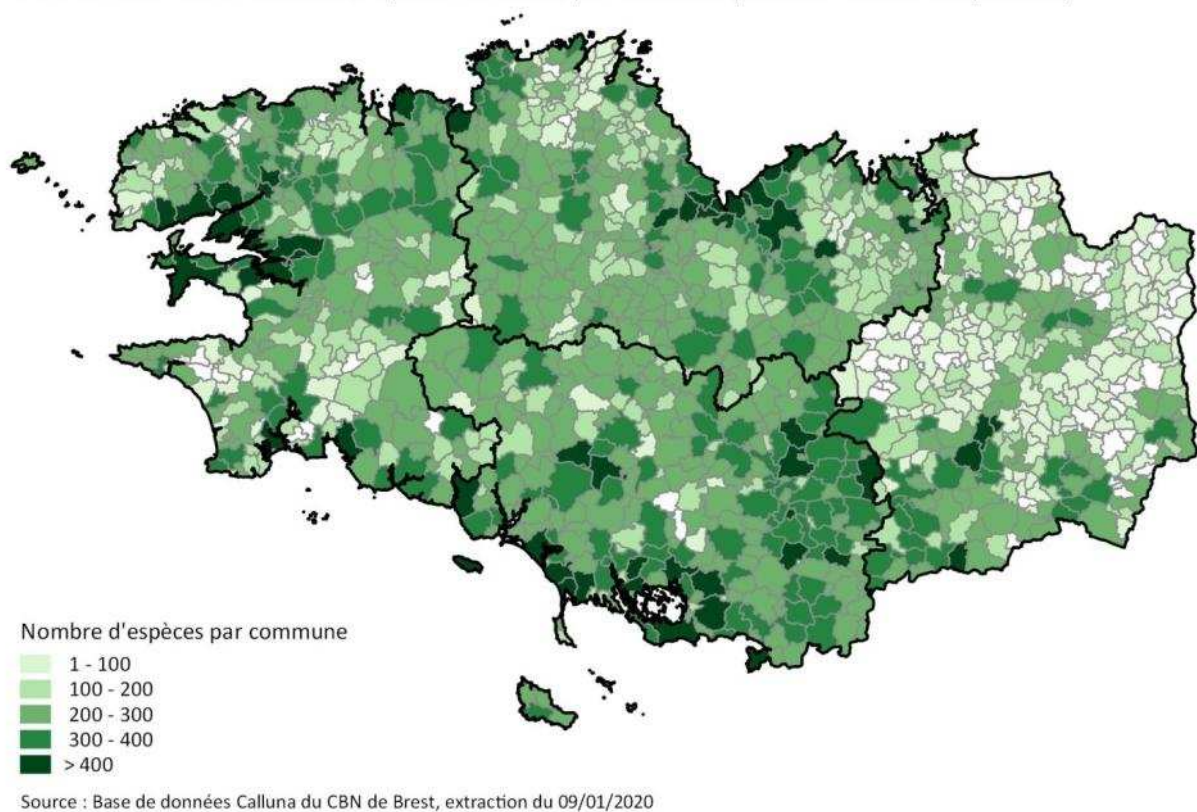 Nombre d'espèces par commune
1 - 100
100 - 200
200 - 300
300 - 400
> 400
Source : Base de données Calluna du CBN de Brest, extraction du 09/01/2020